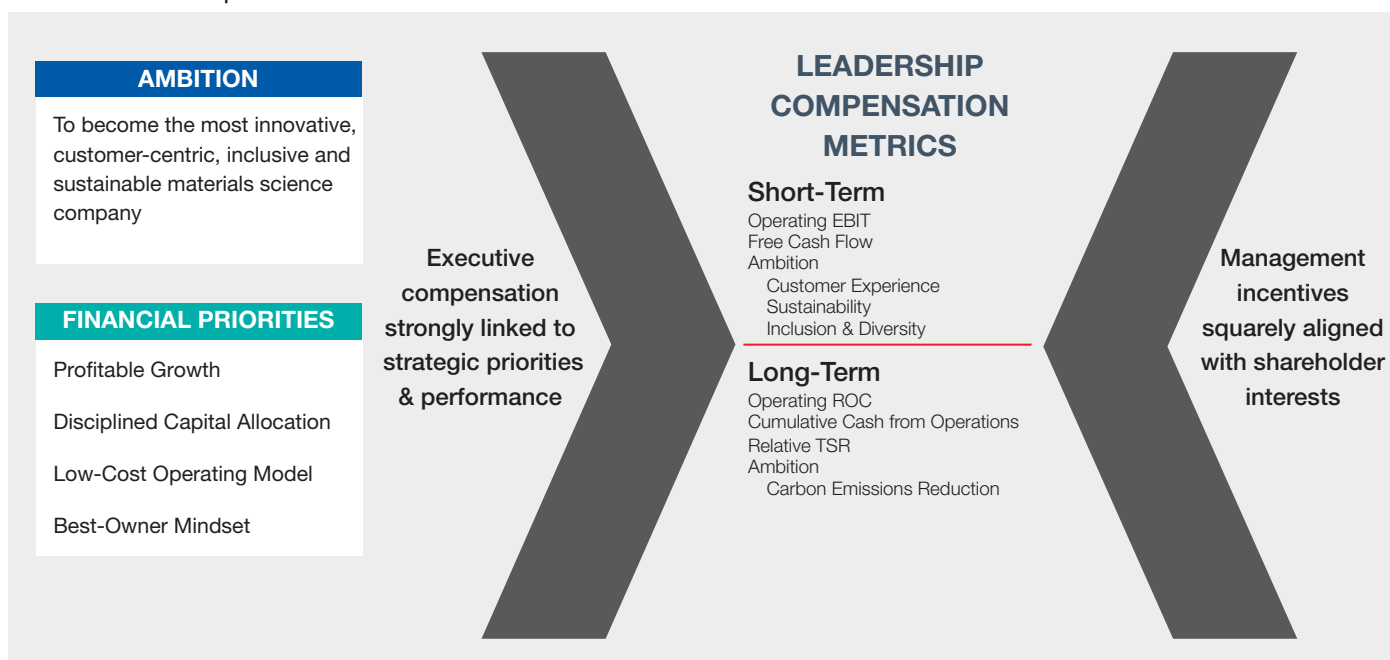 AMBITION
To become the most innovative,
customer-centric, inclusive and
sustainable materials science
company
FINANCIAL PRIORITIES
Profitable Growth
Disciplined Capital Allocation
Low-Cost Operating Model
Best-Owner Mindset
Executive
compensation
strongly linked to
strategic priorities
& performance
LEADERSHIP
COMPENSATION
METRICS
Short-Term
Operating EBIT
Free Cash Flow
Ambition
Customer Experience
Sustainability
Inclusion & Diversity
Long-Term
Operating ROC
Cumulative Cash from Operations
Relative TSR
Ambition
Carbon Emissions Reduction
Management
incentives
squarely aligned
with shareholder
interests